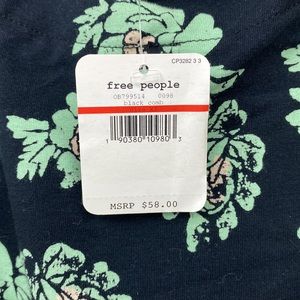 CP3282 3 3
free people
OB799514 0098
black comb
1 90380 10980 3
MSRP $58.00